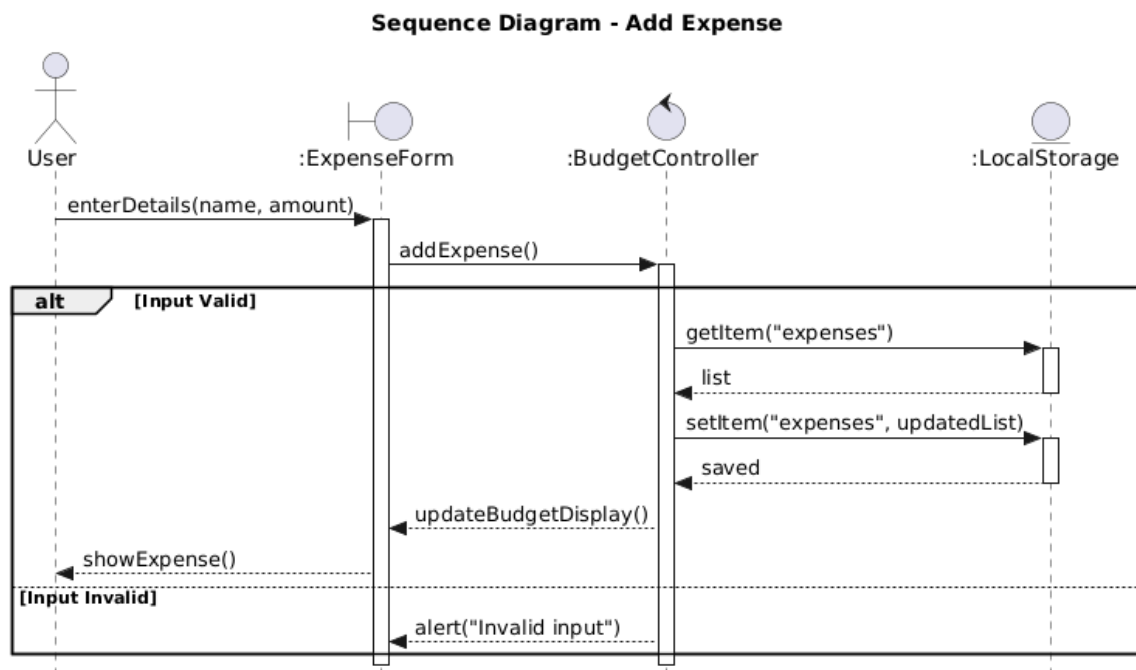 Sequence Diagram - Add Expense
User
:ExpenseForm
:BudgetController
:LocalStorage
enterDetails(name, amount)
addExpense()
alt [Input Valid]
getItem("expenses")
list
setItem("expenses", updatedList)
saved
updateBudgetDisplay()
showExpense()
[Input Invalid]
alert("Invalid input")